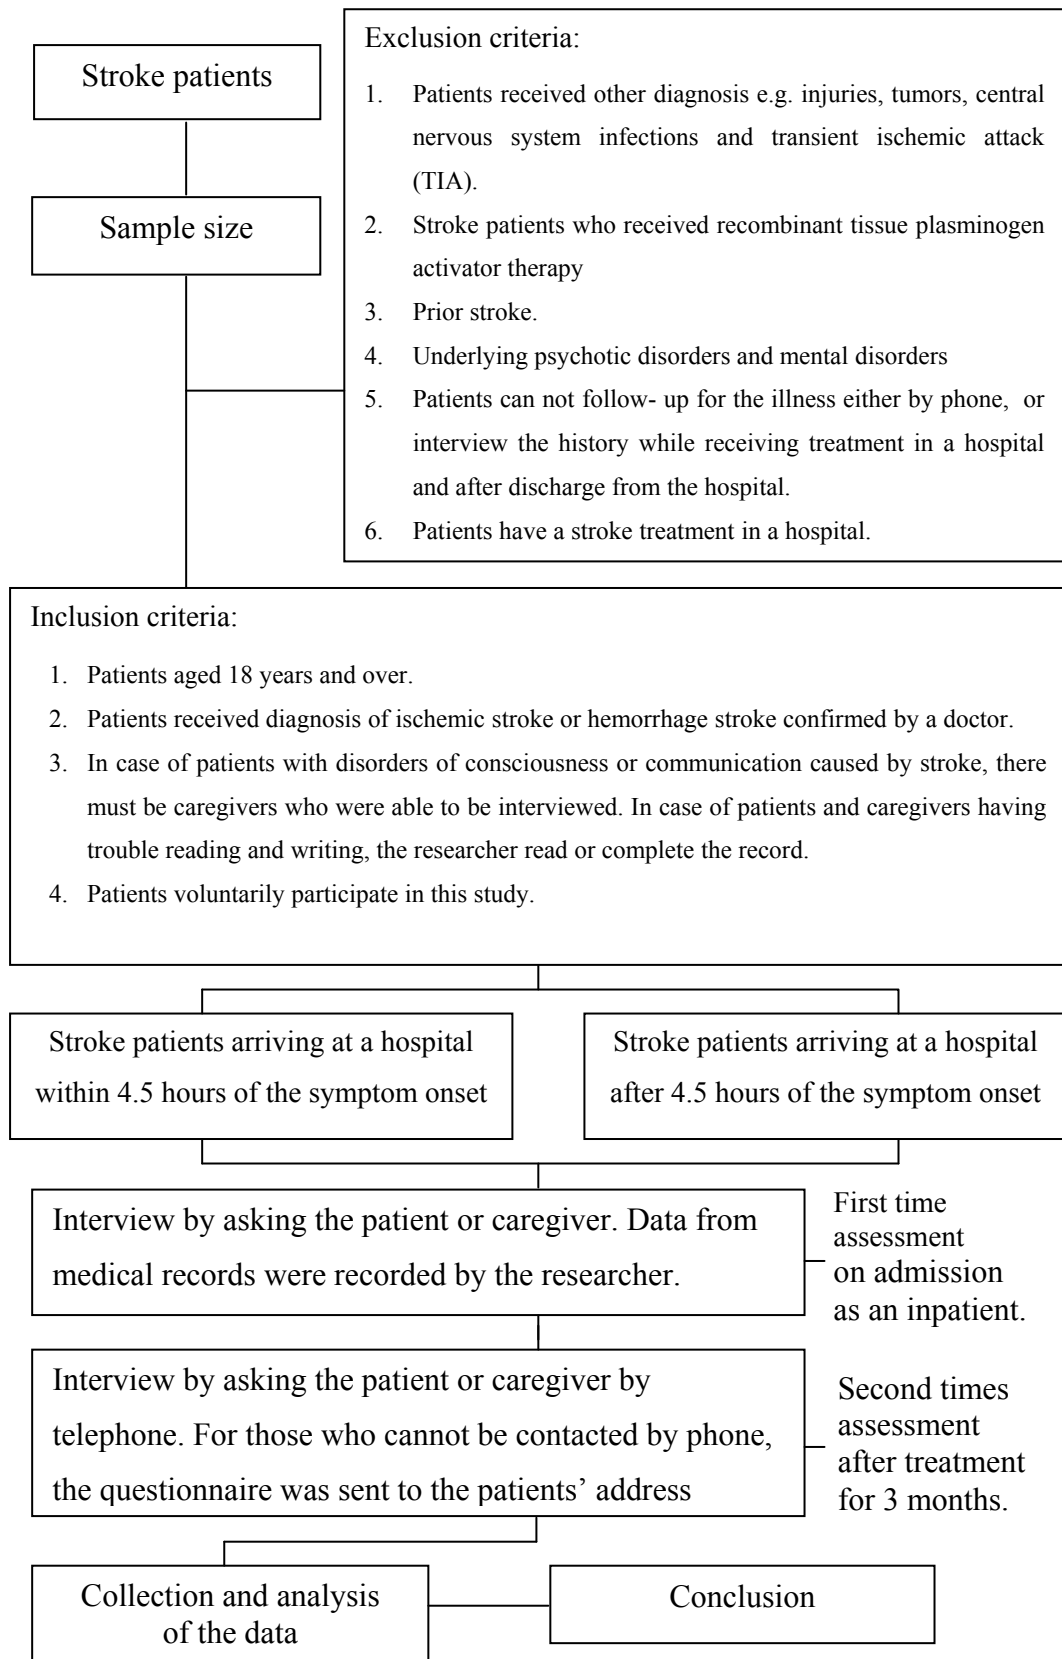 Stroke patients
Sample size
Exclusion criteria:
1. Patients received other diagnosis e.g. injuries, tumors, central
nervous system infections and transient ischemic attack
(TIA).
2. Stroke patients who received recombinant tissue plasminogen
activator therapy
3. Prior stroke.
4. Underlying psychotic disorders and mental disorders
5. Patients can not follow- up for the illness either by phone, or
interview the history while receiving treatment in a hospital
and after discharge from the hospital.
6. Patients have a stroke treatment in a hospital.
Inclusion criteria:
1. Patients aged 18 years and over.
2. Patients received diagnosis of ischemic stroke or hemorrhage stroke confirmed by a doctor.
3. In case of patients with disorders of consciousness or communication caused by stroke, there
must be caregivers who were able to be interviewed. In case of patients and caregivers having
trouble reading and writing, the researcher read or complete the record.
4. Patients voluntarily participate in this study.
Stroke patients arriving at a hospital
within 4.5 hours of the symptom onset
Stroke patients arriving at a hospital
after 4.5 hours of the symptom onset
Interview by asking the patient or caregiver. Data from
medical records were recorded by the researcher.
First time
assessment
on admission
as an inpatient.
Interview by asking the patient or caregiver by
telephone. For those who cannot be contacted by phone,
the questionnaire was sent to the patients' address
Second times
assessment
after treatment
for 3 months.
Collection and analysis
of the data
Conclusion